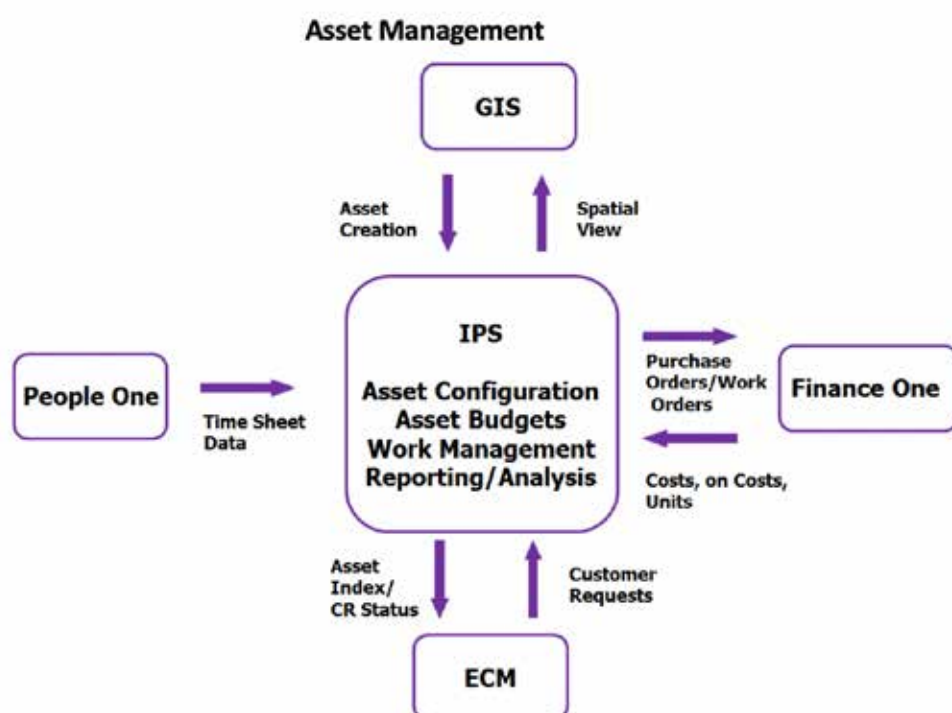 Asset Management
GIS
Asset
Creation
Spatial
View
IPS
Asset Configuration
Asset Budgets
Work Management
Reporting/Analysis
People One
Time Sheet
Data
Purchase
Orders/Work
Orders
Finance One
Costs, on Costs,
Units
Asset
Index/
CR Status
Customer
Requests
ECM